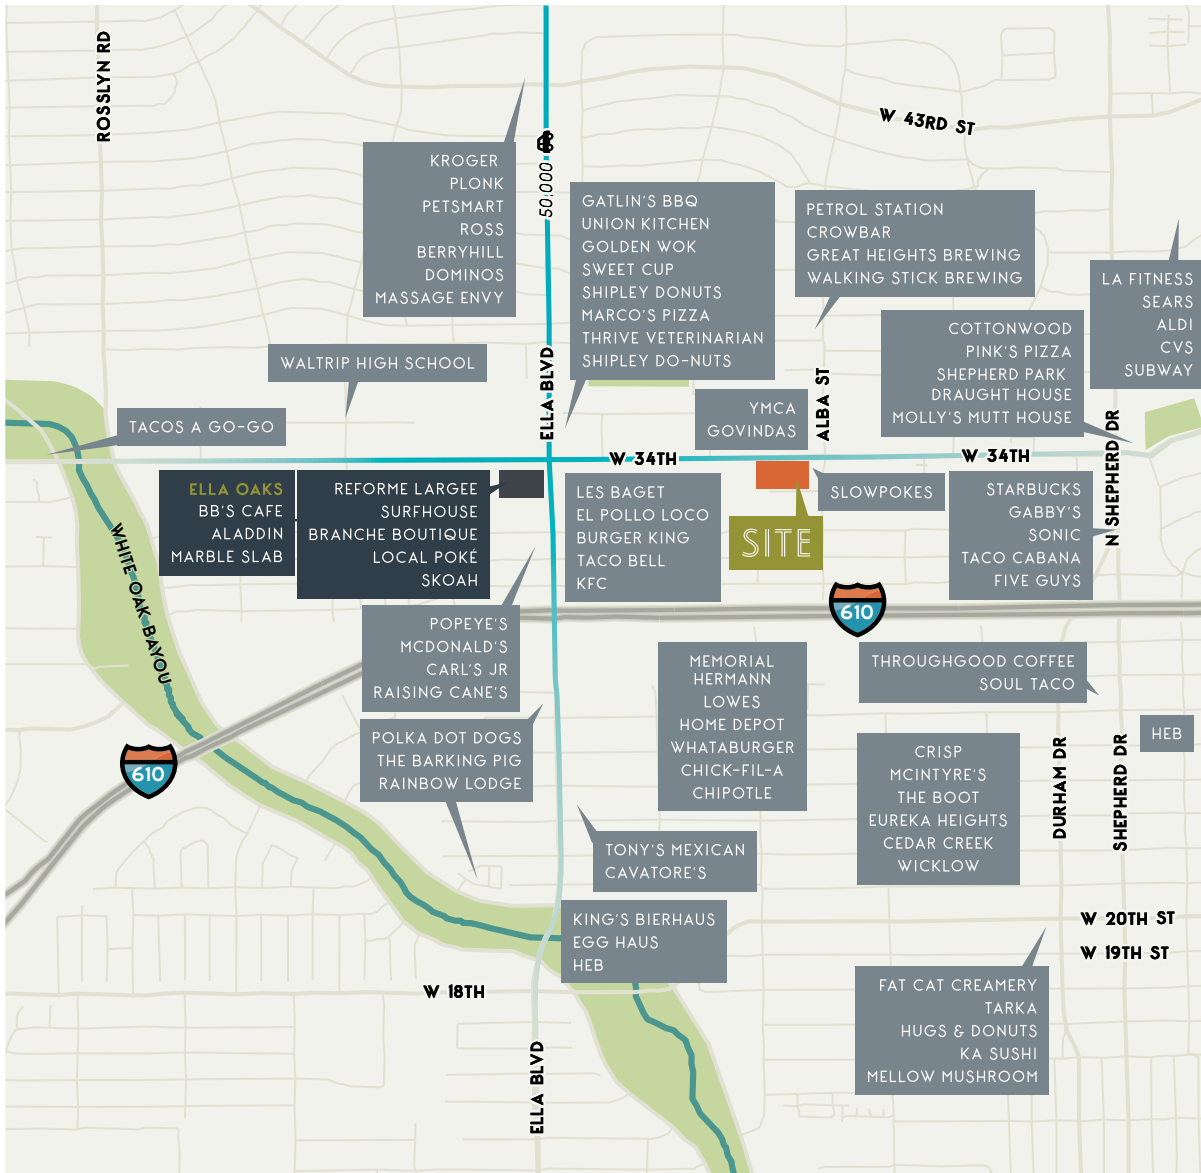 ROSSLYN RD
W 43RD ST
KROGER
PLONK
PETSMART
ROSS
BERRYHILL
DOMINOS
MASSAGE ENVY
50,000
GATLIN'S BBQ
UNION KITCHEN
GOLDEN WOK
SWEET CUP
SHIPLEY DONUTS
MARCO'S PIZZA
THRIVE VETERINARIAN
SHIPLEY DO-NUTS
PETROL STATION
CROWBAR
GREAT HEIGHTS BREWING
WALKING STICK BREWING
LA FITNESS
SEARS
ALDI
CVS
SUBWAY
COTTONWOOD
PINK'S PIZZA
SHEPHERD PARK
DRAUGHT HOUSE
MOLLY'S MUTT HOUSE
WALTRIP HIGH SCHOOL
ELLA BLVD
YMCA
GOVINDAS
ALBA ST
TACOS A GO-GO
N SHEPHERD DR
W 34TH
W 34TH
ELLA OAKS
BB'S CAFE
ALADDIN
MARBLE SLAB
REFORME LARGEE
SURFHOUSE
BRANCHE BOUTIQUE
LOCAL POKÉ
SKOAH
LES BAGET
EL POLLO LOCO
BURGER KING
TACO BELL
KFC
SLOWPOKES
SITE
STARBUCKS
GABBY'S
SONIC
TACO CABANA
FIVE GUYS
WHITE OAK BAYOU
610
POPEYE'S
MCDONALD'S
CARL'S JR
RAISING CANE'S
MEMORIAL
HERMANN
LOWES
HOME DEPOT
WHATABURGER
CHICK-FIL-A
CHIPOTLE
THROUGHGOOD COFFEE
SOUL TACO
HEB
610
POLKA DOT DOGS
THE BARKING PIG
RAINBOW LODGE
CRISP
MCINTYRE'S
THE BOOT
EUREKA HEIGHTS
CEDAR CREEK
WICKLOW
DURHAM DR
SHEPHERD DR
TONY'S MEXICAN
CAVATORE'S
KING'S BIERHAUS
EGG HAUS
HEB
W 20TH ST
W 19TH ST
W 18TH
FAT CAT CREAMERY
TARKA
HUGS & DONUTS
KA SUSHI
MELLOW MUSHROOM
ELLA BLVD